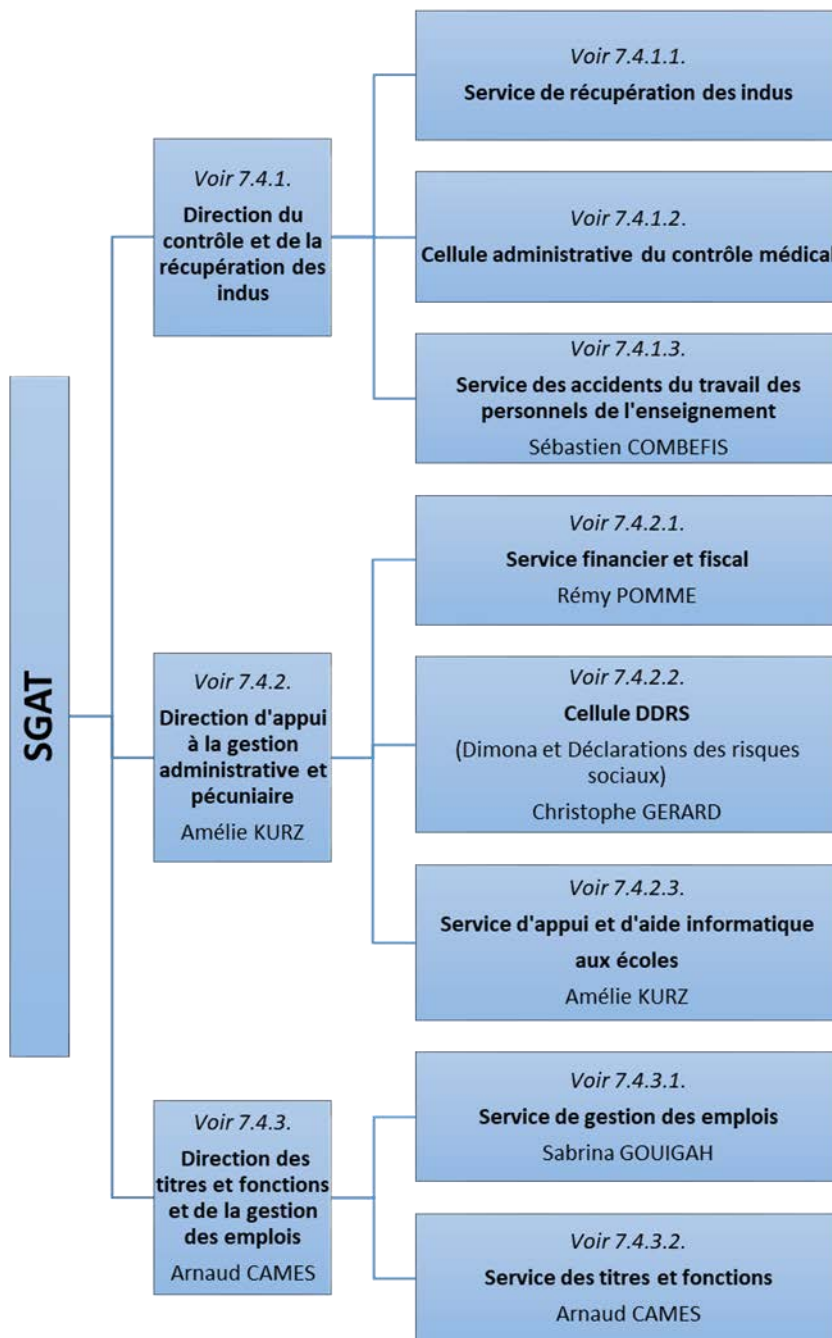 SGAT
Voir 7.4.1.
Direction du
contrôle et de la
récupération des
indus
Voir 7.4.1.1.
Service de récupération des indus
Voir 7.4.1.2.
Cellule administrative du contrôle médical
Voir 7.4.1.3.
Service des accidents du travail des
personnels de l'enseignement
Sébastien COMBEFIS
Voir 7.4.2.
Direction d'appui
à la gestion
administrative et
pécuniaire
Amélie KURZ
Voir 7.4.2.1.
Service financier et fiscal
Rémy POMME
Voir 7.4.2.2.
Cellule DDRS
(Dimona et Déclarations des risques
sociaux)
Christophe GERARD
Voir 7.4.2.3.
Service d'appui et d'aide informatique
aux écoles
Amélie KURZ
Voir 7.4.3.
Direction des
titres et fonctions
et de la gestion
des emplois
Arnaud CAMES
Voir 7.4.3.1.
Service de gestion des emplois
Sabrina GOUIGAH
Voir 7.4.3.2.
Service des titres et fonctions
Arnaud CAMES